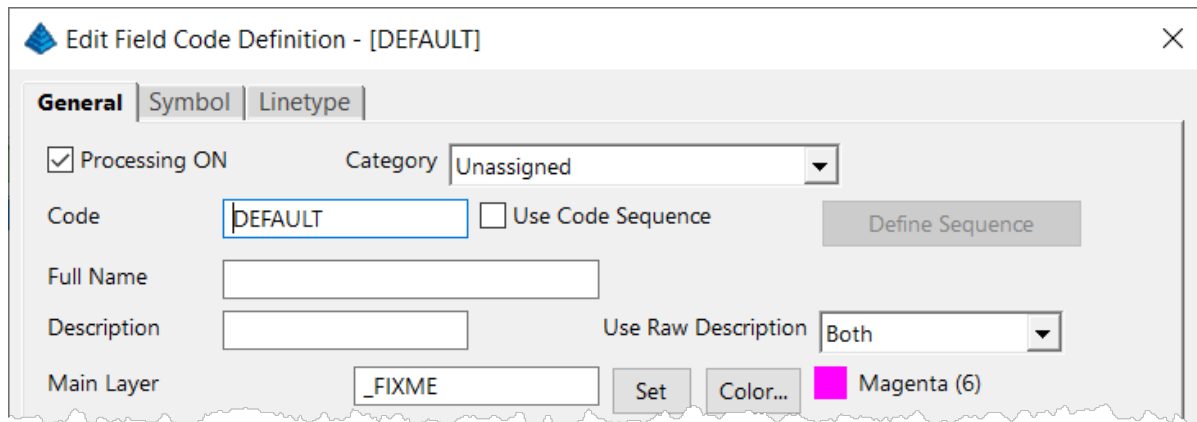 Edit Field Code Definition - [DEFAULT]
General Symbol Linetype
Processing ON Category Unassigned
Code DEFAULT Use Code Sequence Define Sequence
Full Name
Description Use Raw Description Both
Main Layer _FIXME Set Color... Magenta (6)